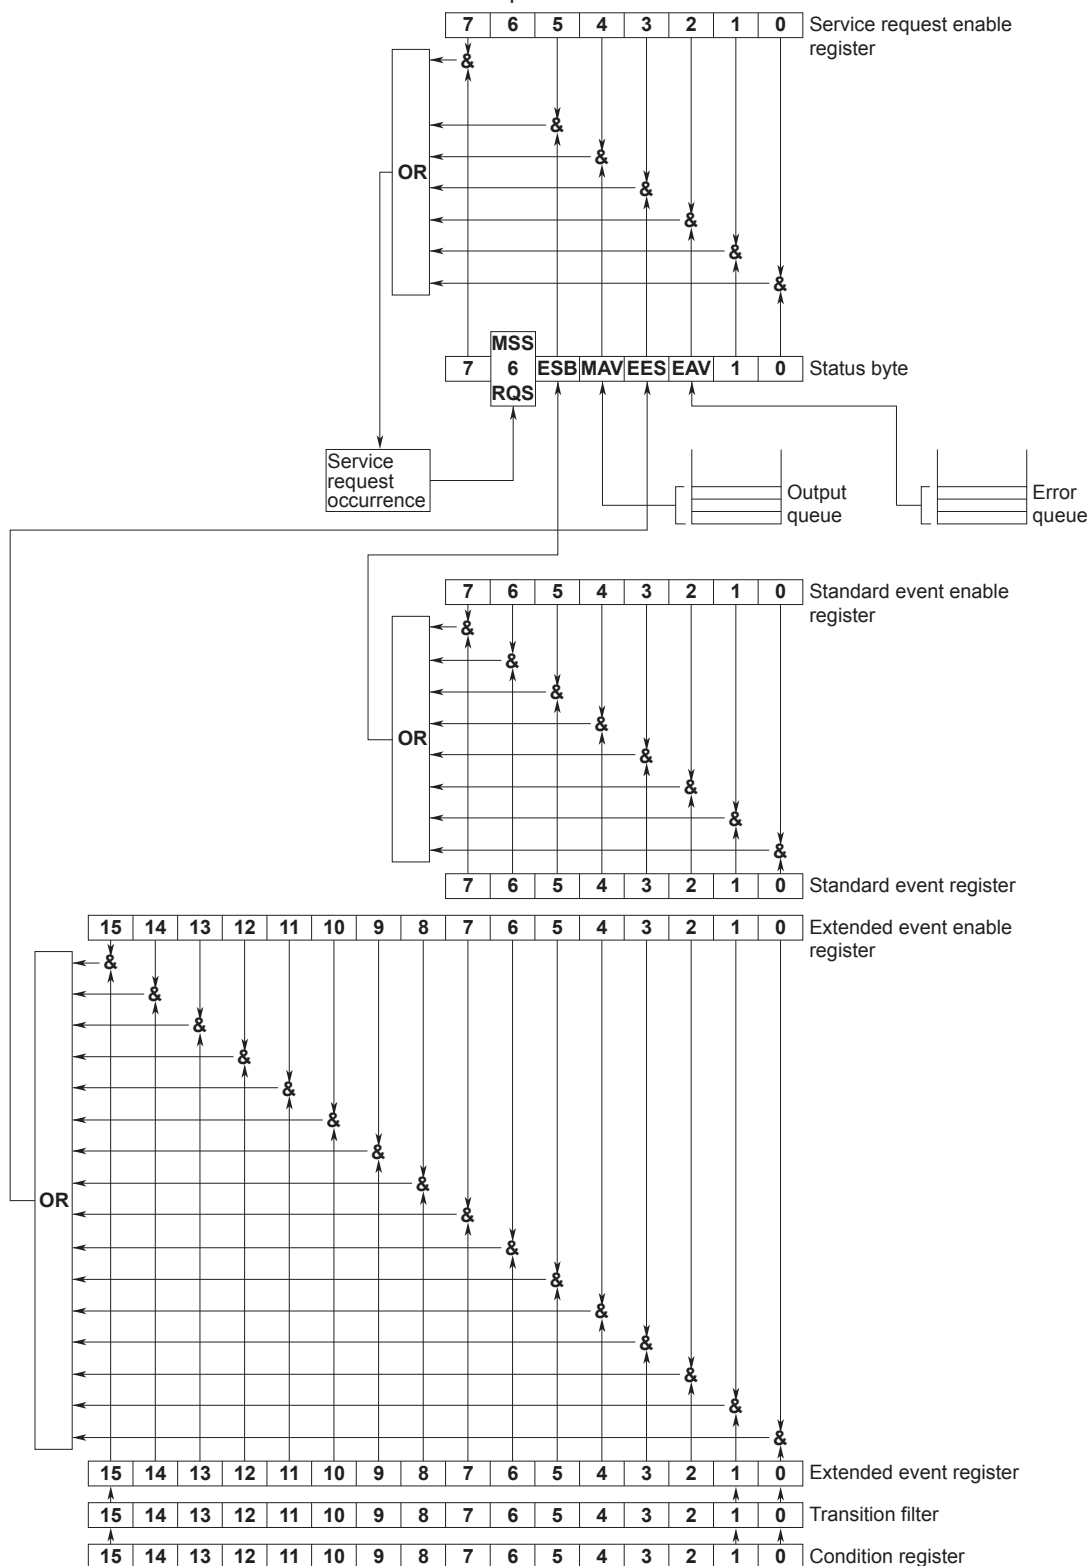 7 6 5 4 3 2 1 0 Service request enable
register
&
&
&
OR
&
&
&
&
MSS
7 6 ESB MAV EES EAV 1 0 Status byte
RQS
Service
request
occurrence
Output
queue
Error
queue
7 6 5 4 3 2 1 0 Standard event enable
register
&
&
&
&
OR
&
&
&
&
7 6 5 4 3 2 1 0 Standard event register
15 14 13 12 11 10 9 8 7 6 5 4 3 2 1 0 Extended event enable
register
&
&
&
&
&
&
&
&
OR
&
&
&
&
&
&
&
&
15 14 13 12 11 10 9 8 7 6 5 4 3 2 1 0 Extended event register
15 14 13 12 11 10 9 8 7 6 5 4 3 2 1 0 Transition filter
15 14 13 12 11 10 9 8 7 6 5 4 3 2 1 0 Condition register